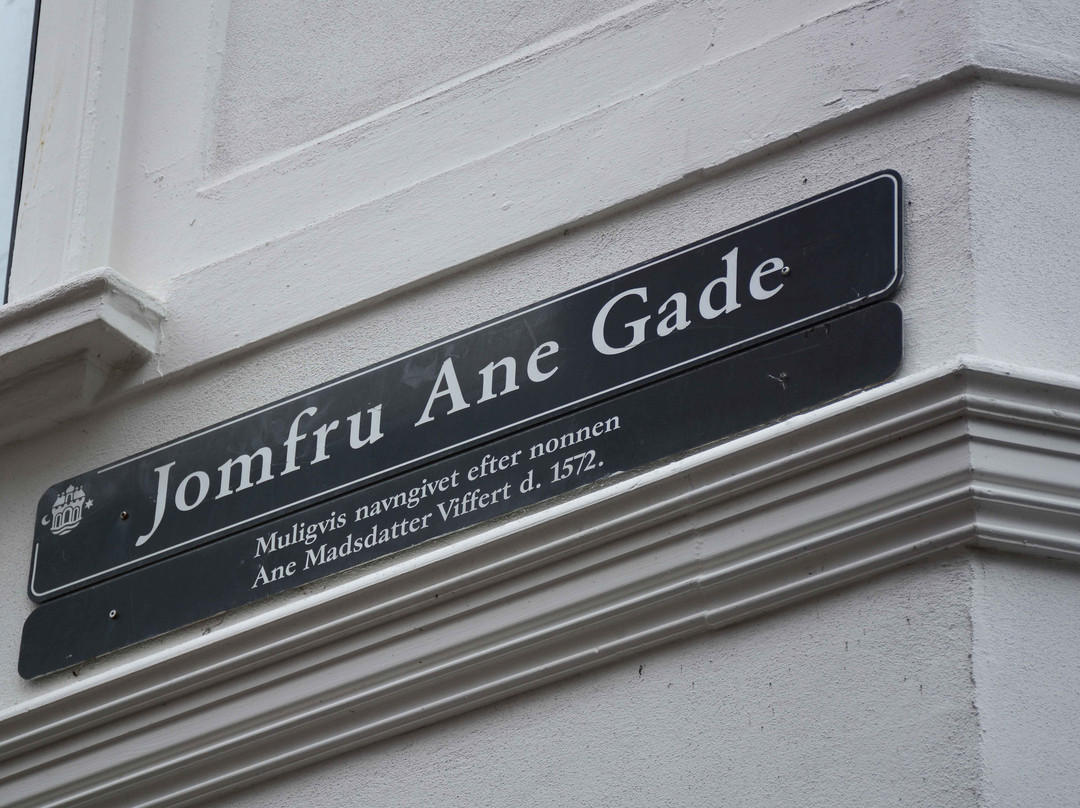 Jomfru Ane Gade
Muligvis navngivet efter nonnen
Ane Madsdatter Viffert d. 1572.